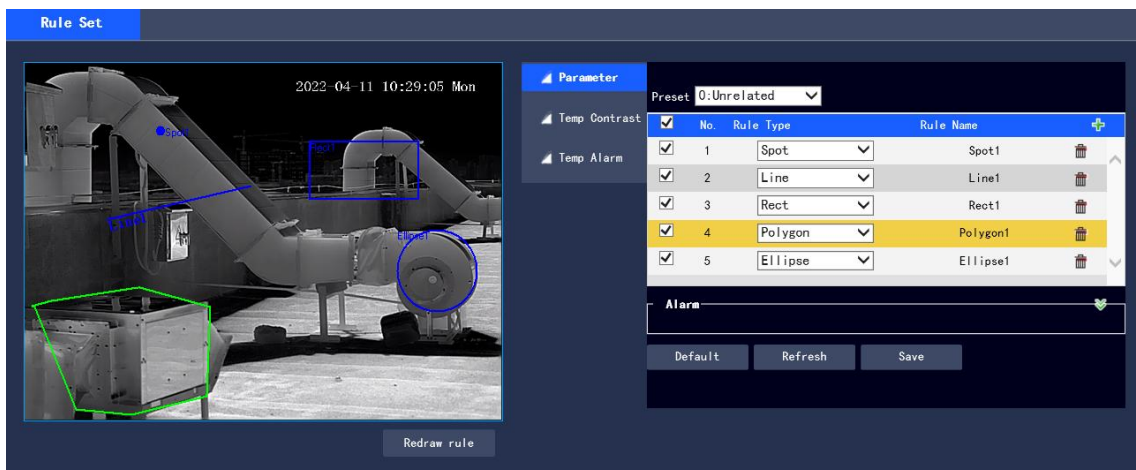 Rule Set
2022-04-11 10:29:05 Mon
Spot1
Rect1
Line1
Ellipse1
Redraw rule
Parameter
Temp Contrast
Temp Alarm
Preset 0:Unrelated
No. Rule Type Rule Name
1 Spot Spot1
2 Line Line1
3 Rect Rect1
4 Polygon Polygon1
5 Ellipse Ellipse1
Alarm
Default Refresh Save